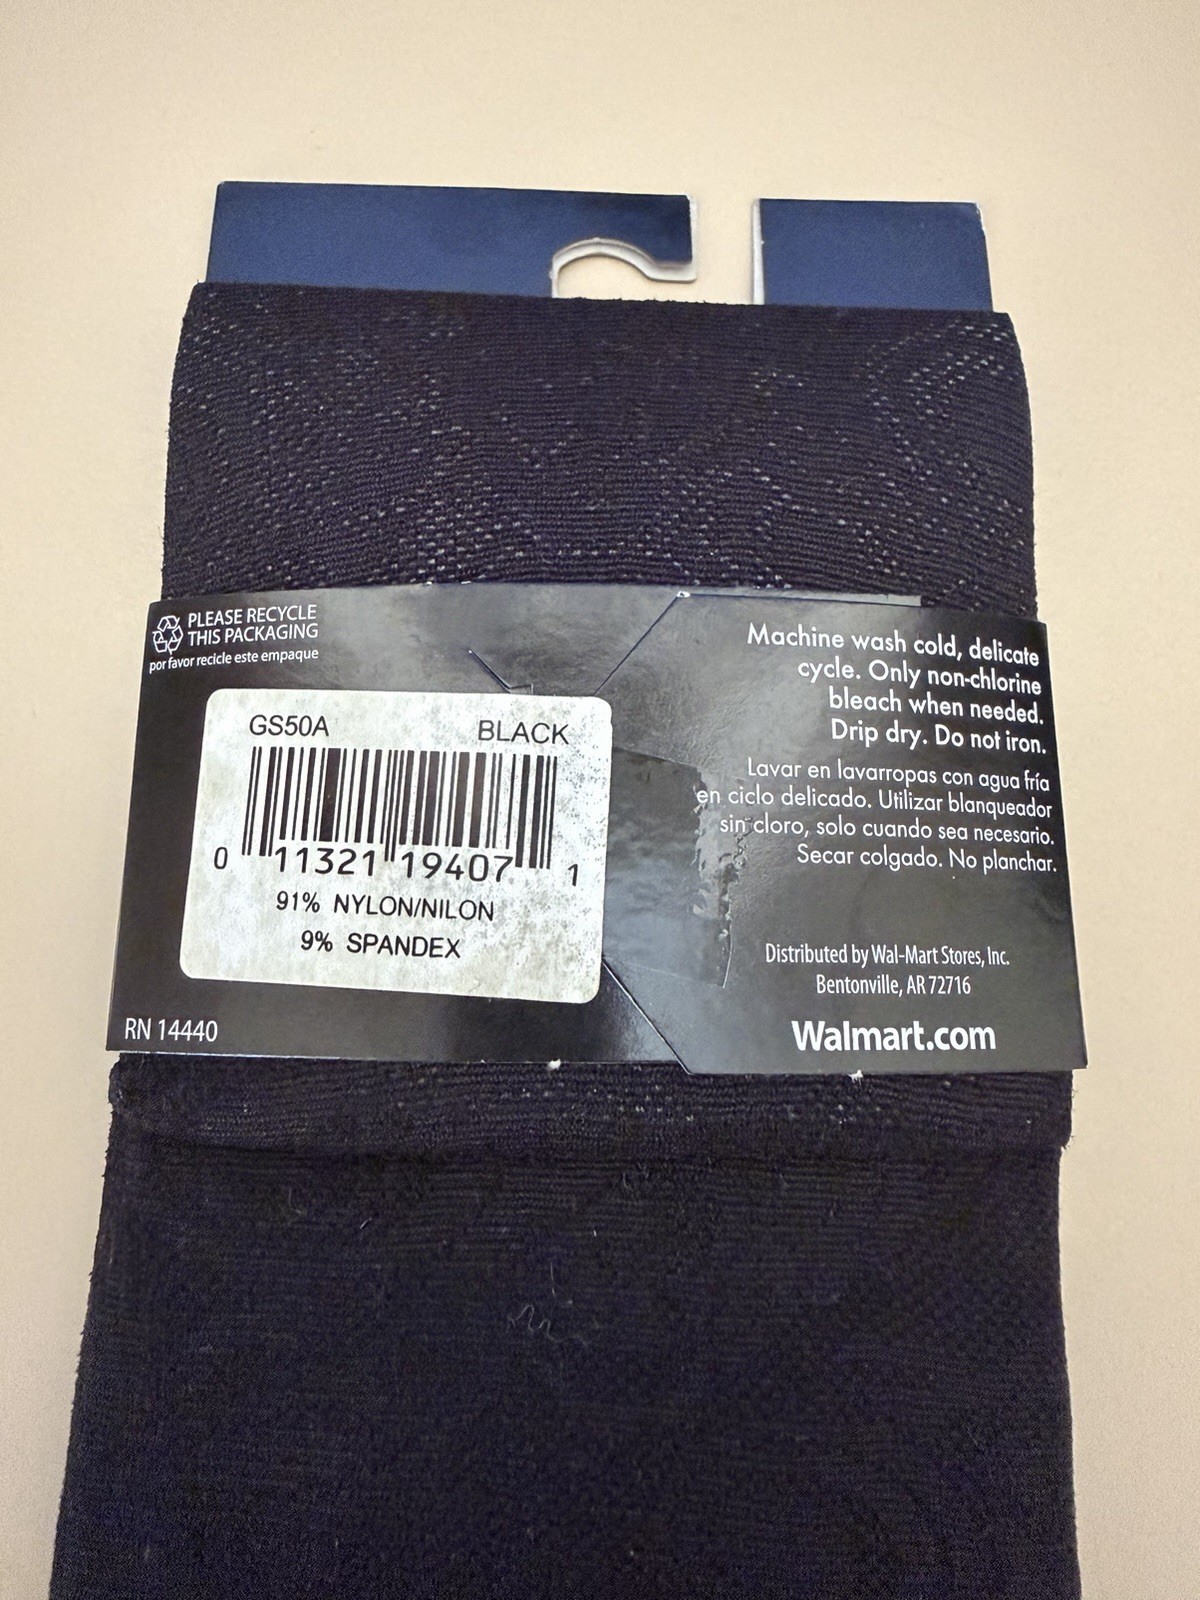 PLEASE RECYCLE
THIS PACKAGING
por favor recicle este empaque
GS50A BLACK
0 11321 19407 1
91% NYLON/NILON
9% SPANDEX
RN 14440
Machine wash cold, delicate
cycle. Only non-chlorine
bleach when needed.
Drip dry. Do not iron.
Lavar en lavarropas con agua fría
en ciclo delicado. Utilizar blanqueador
sin cloro, solo cuando sea necesario.
Secar colgado. No planchar.
Distributed by Wal-Mart Stores, Inc.
Bentonville, AR 72716
Walmart.com